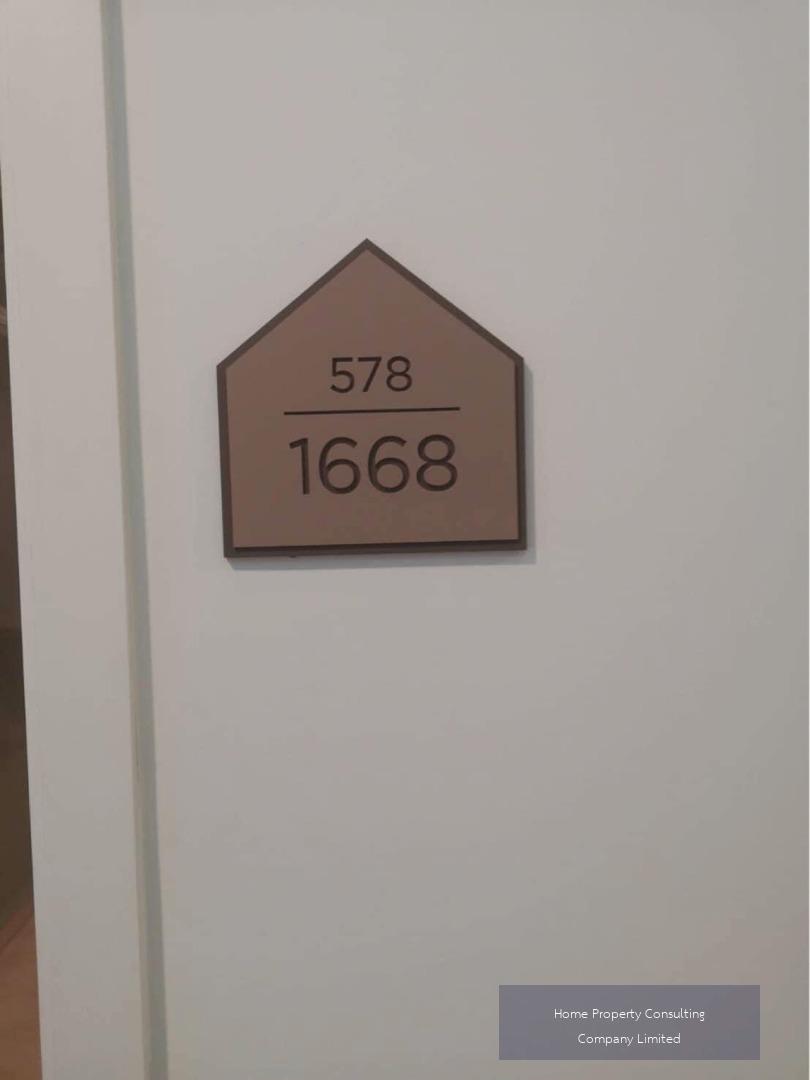 578
1668
Home Property Consulting
Company Limited